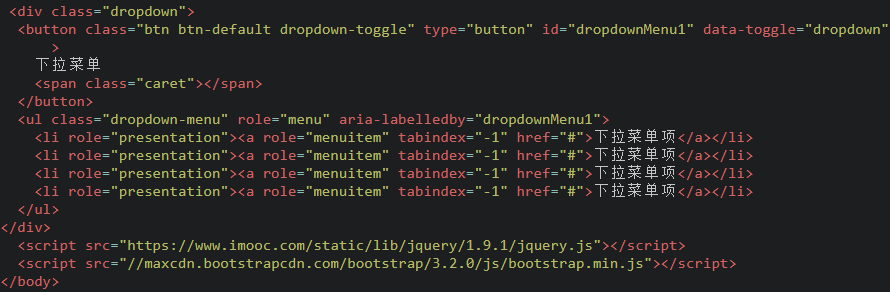 <div class="dropdown">
<button class="btn btn-default dropdown-toggle" type="button" id="dropdownMenu1" data-toggle="dropdown"
>
下拉菜单
<span class="caret"></span>
</button>
<ul class="dropdown-menu" role="menu" aria-labelledby="dropdownMenu1">
<li role="presentation"><a role="menuitem" tabindex="-1" href="#">下拉菜单项</a></li>
<li role="presentation"><a role="menuitem" tabindex="-1" href="#">下拉菜单项</a></li>
<li role="presentation"><a role="menuitem" tabindex="-1" href="#">下拉菜单项</a></li>
<li role="presentation"><a role="menuitem" tabindex="-1" href="#">下拉菜单项</a></li>
</ul>
</div>
<script src="https://www.imooc.com/static/lib/jquery/1.9.1/jquery.js"></script>
<script src="//maxcdn.bootstrapcdn.com/bootstrap/3.2.0/js/bootstrap.min.js"></script>
</body>